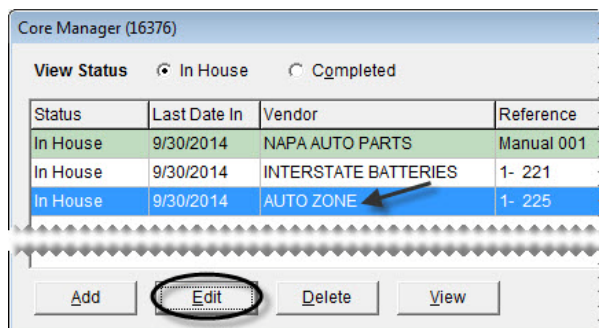 Core Manager (16376)
View Status In House Completed
Status Last Date In Vendor Reference
In House 9/30/2014 NAPA AUTO PARTS Manual 001
In House 9/30/2014 INTERSTATE BATTERIES 1- 221
In House 9/30/2014 AUTO ZONE 1- 225
Add Edit Delete View